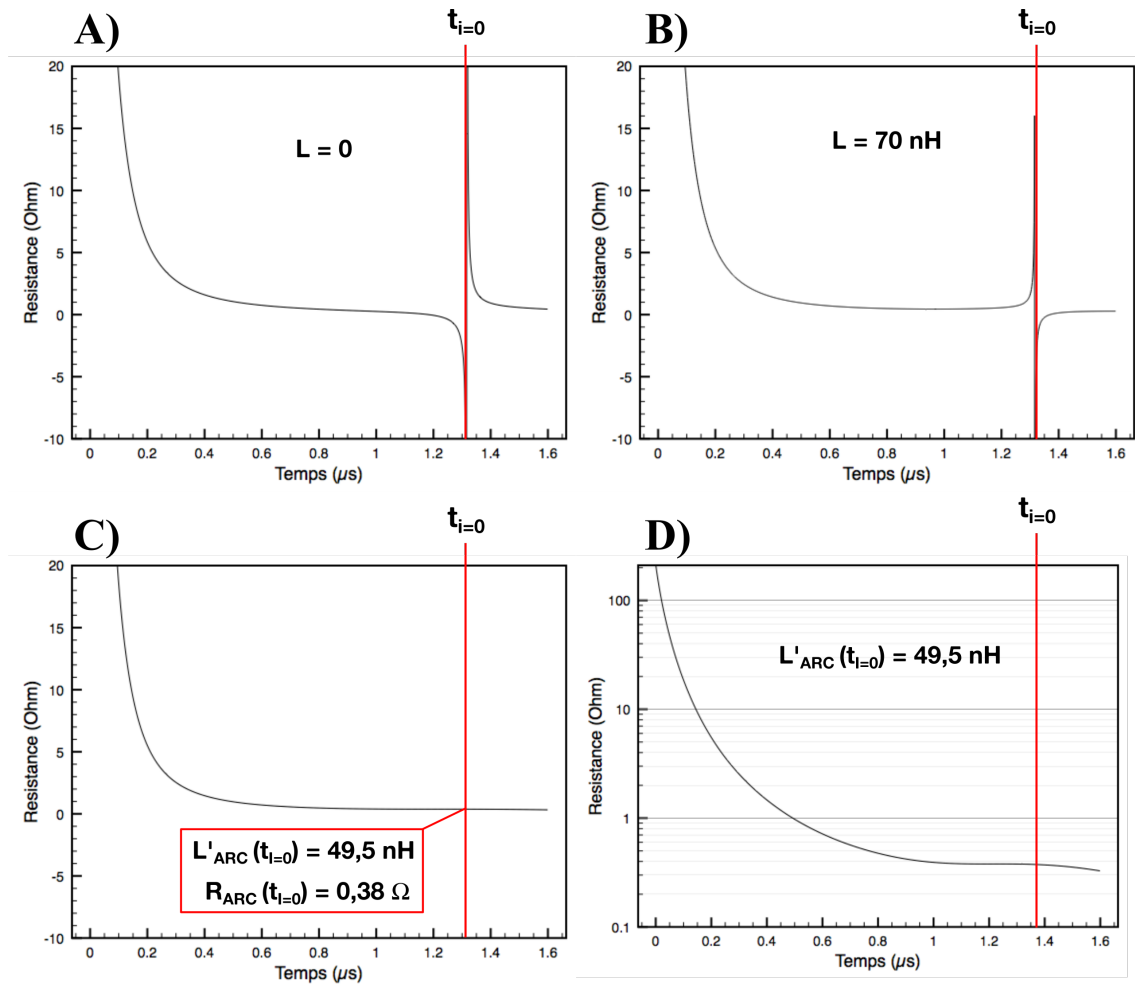 A)
t i=0
B)
t i=0
20
15
10
5
0
-5
-10
Resistance (Ohm)
L = 0
0 0.2 0.4 0.6 0.8 1 1.2 1.4 1.6
Temps (µs)
20
15
10
5
0
-5
-10
Resistance (Ohm)
L = 70 nH
0 0.2 0.4 0.6 0.8 1 1.2 1.4 1.6
Temps (µs)
C)
t i=0
D)
t i=0
20
15
10
5
0
-5
-10
Resistance (Ohm)
L'ARC (tI=0) = 49,5 nH
RARC (tI=0) = 0,38 Ω
0 0.2 0.4 0.6 0.8 1 1.2 1.4 1.6
Temps (µs)
100
10
1
0.1
Resistance (Ohm)
L'ARC (tI=0) = 49,5 nH
0 0.2 0.4 0.6 0.8 1 1.2 1.4 1.6
Temps (µs)